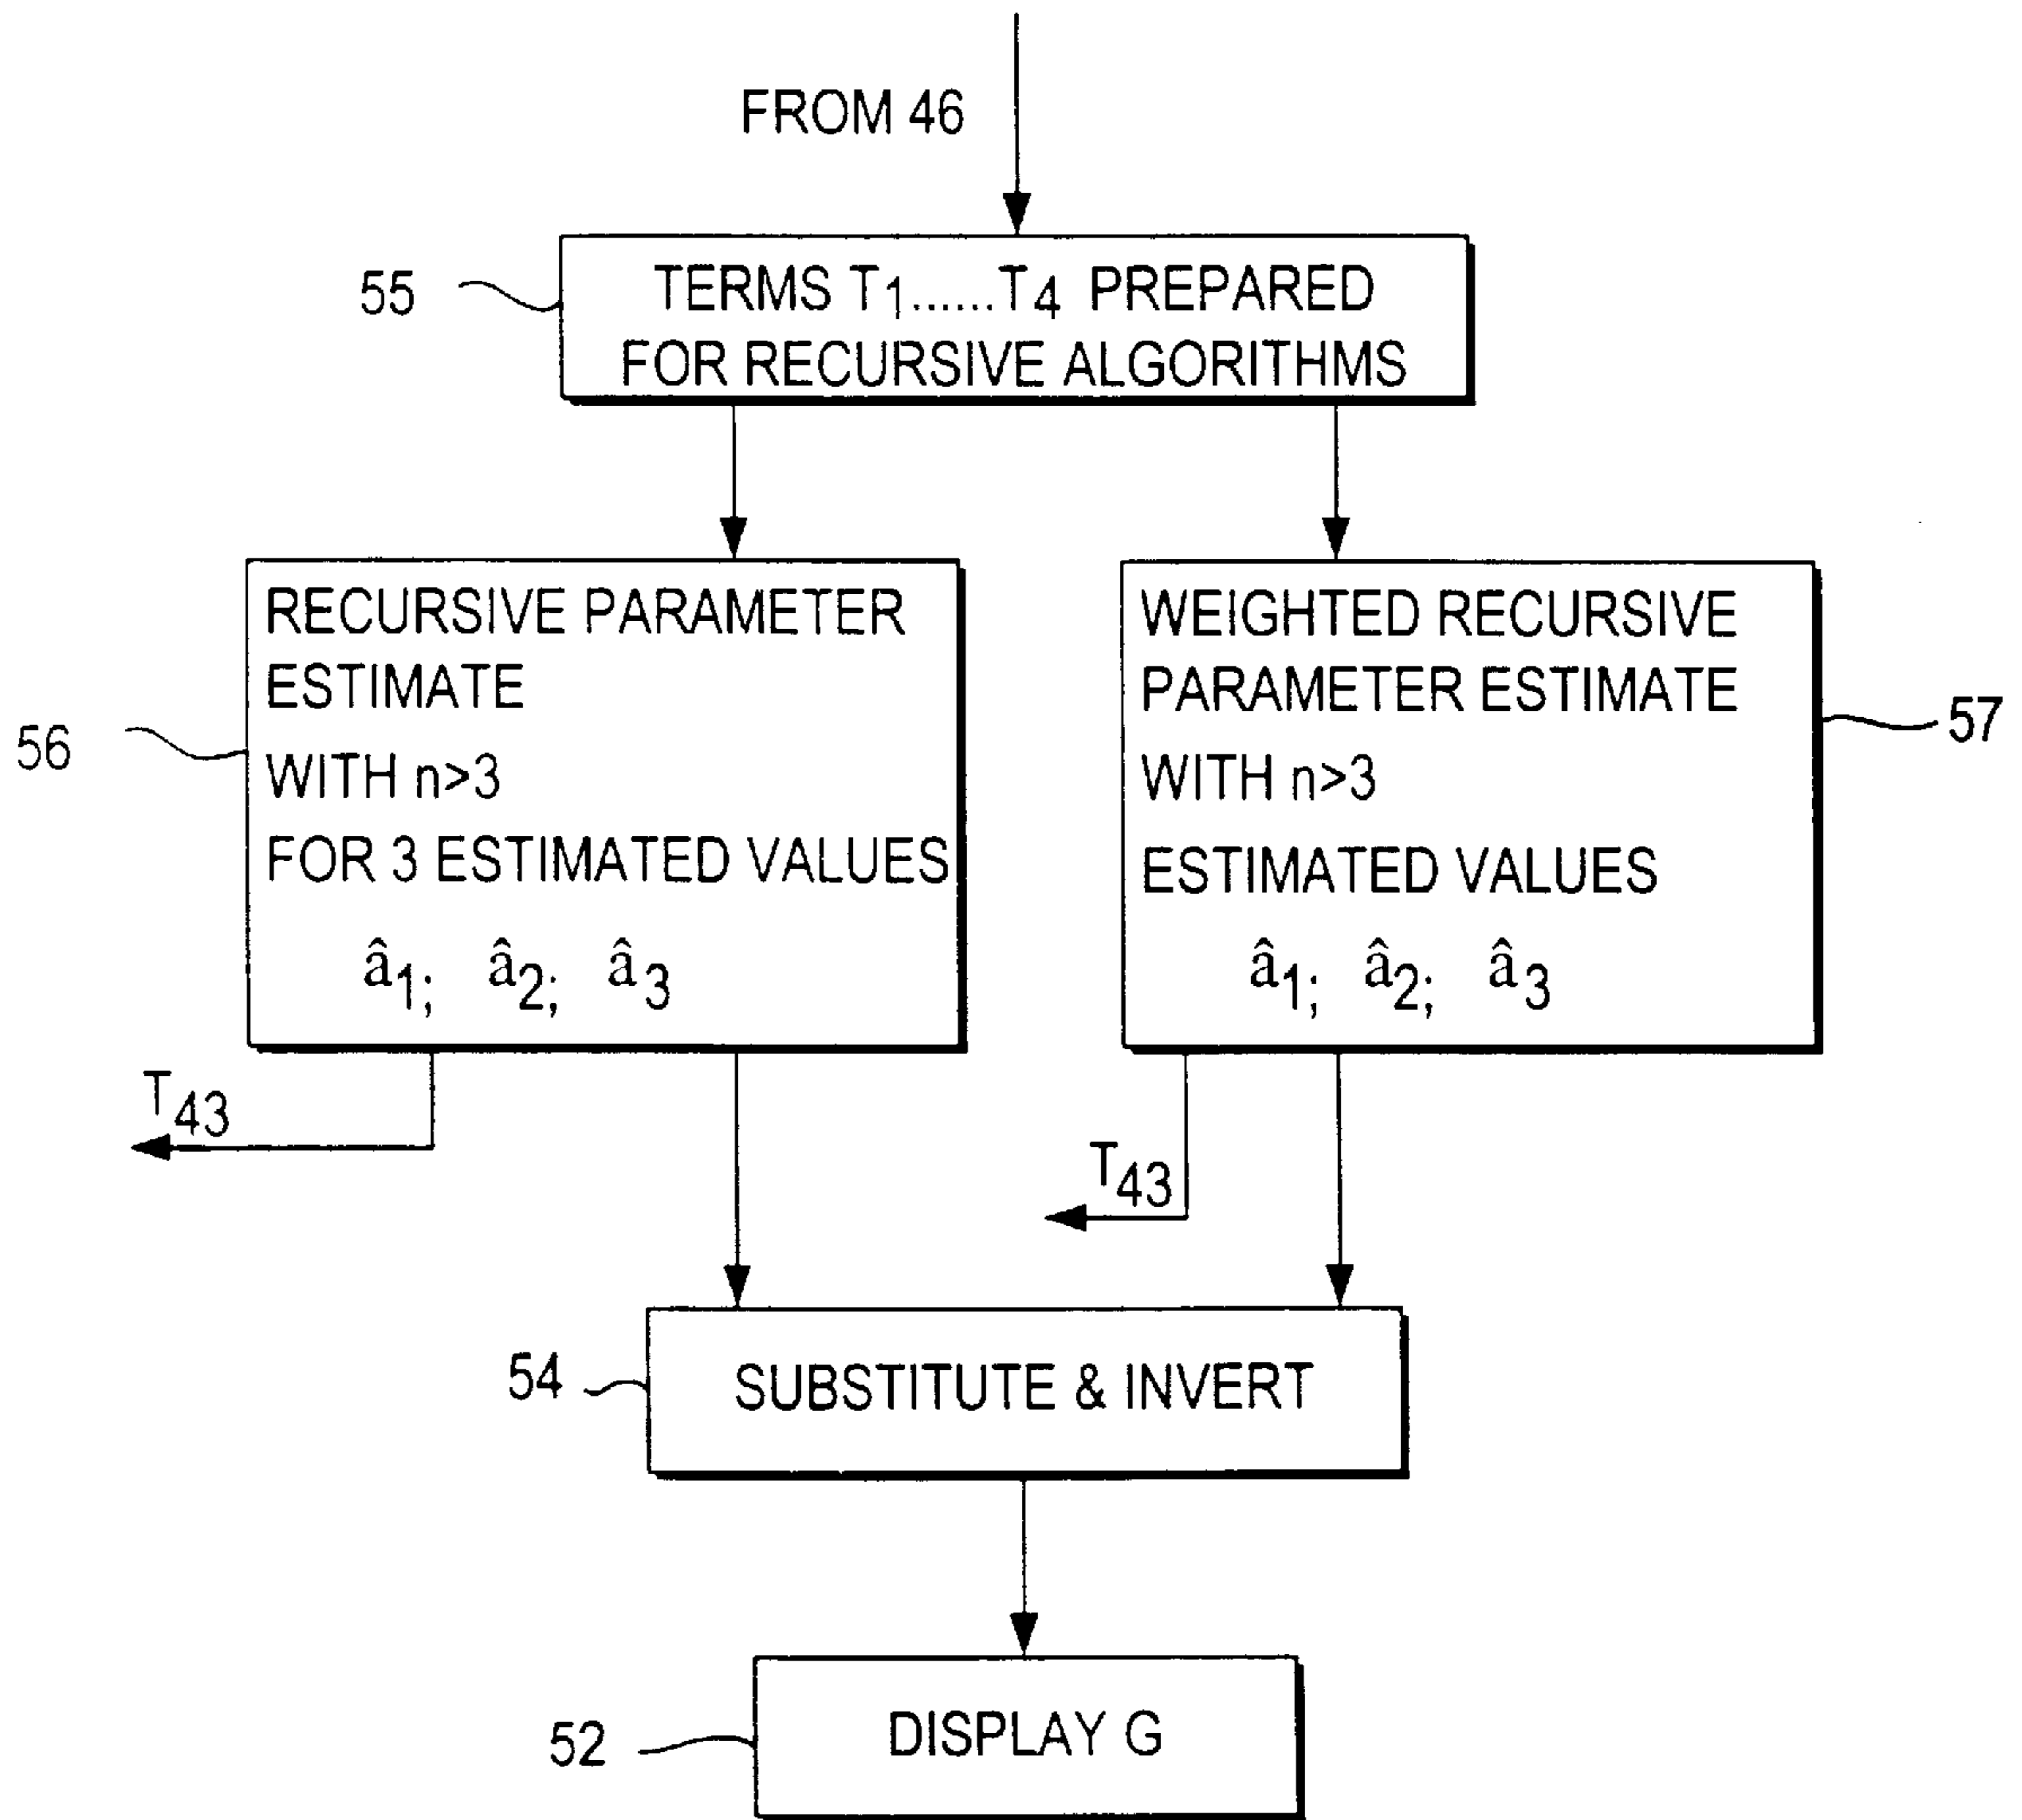 FROM 46
55
TERMS T1......T4 PREPARED
FOR RECURSIVE ALGORITHMS
56
RECURSIVE PARAMETER
ESTIMATE
WITH n>3
FOR 3 ESTIMATED VALUES
â1; â2; â3
WEIGHTED RECURSIVE
PARAMETER ESTIMATE
WITH n>3
ESTIMATED VALUES
â1; â2; â3
57
T43
T43
54
SUBSTITUTE & INVERT
52
DISPLAY G